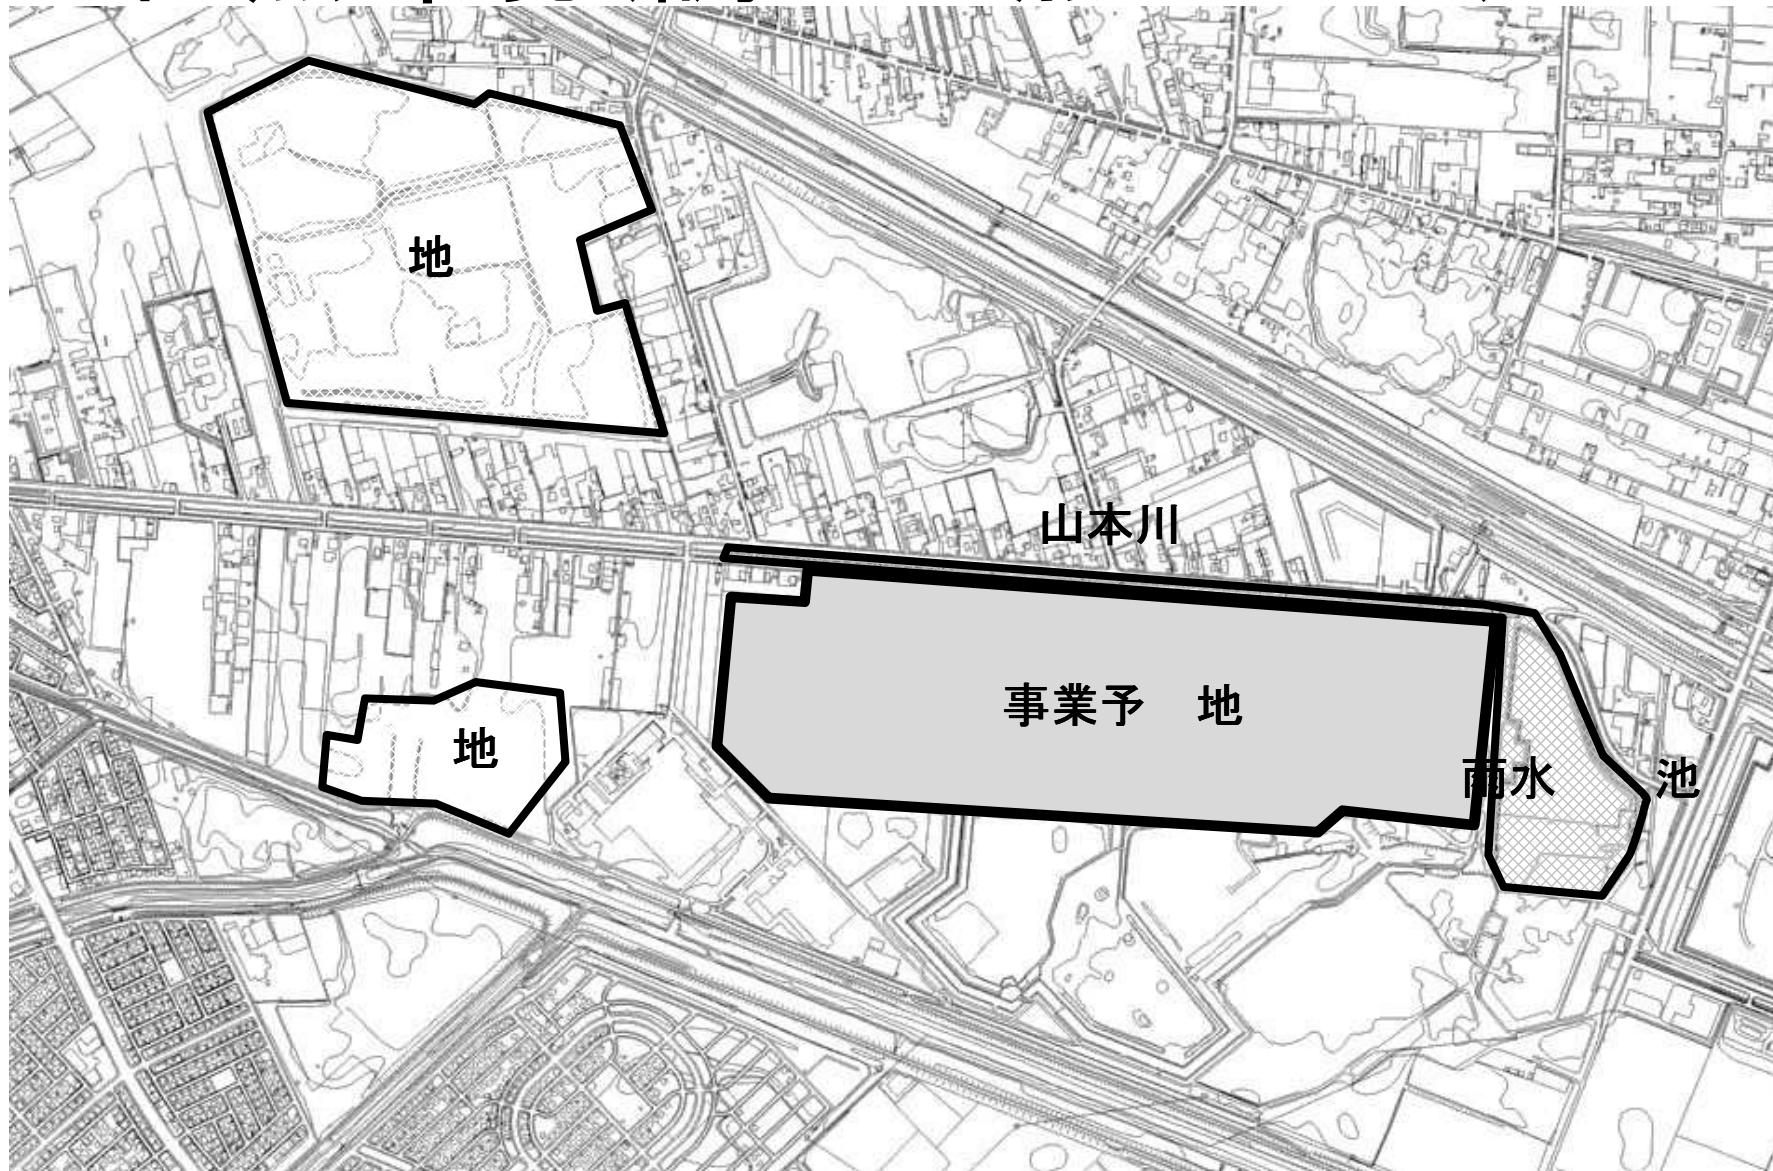 地
山本川
事業予 地
地
雨水 池